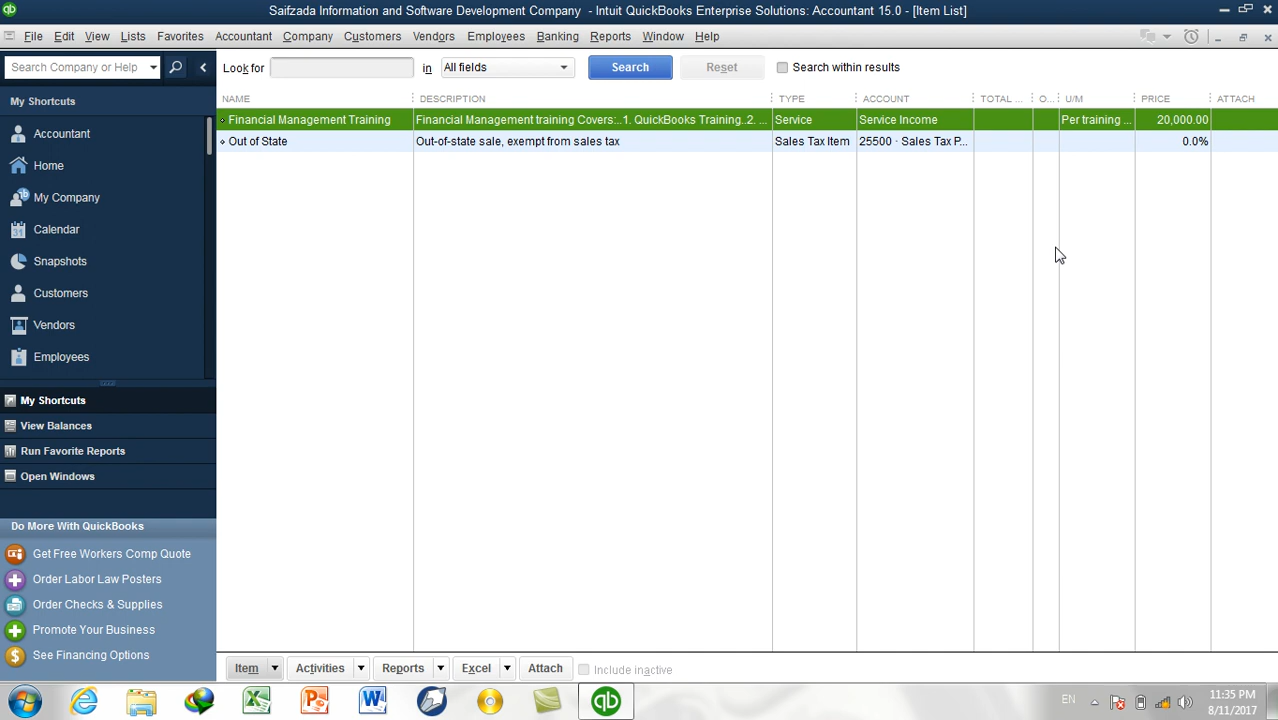 Saifzada Information and Software Development Company - Intuit QuickBooks Enterprise Solutions: Accountant 15.0 - [Item List]
File Edit View Lists Favorites Accountant Company Customers Vendors Employees Banking Reports Window Help
Search Company or Help
Look for in All fields Search Reset Search within results
My Shortcuts
Accountant
Home
My Company
Calendar
Snapshots
Customers
Vendors
Employees
My Shortcuts
View Balances
Run Favorite Reports
Open Windows
Do More With QuickBooks
Get Free Workers Comp Quote
Order Labor Law Posters
Order Checks & Supplies
Promote Your Business
See Financing Options
NAME DESCRIPTION TYPE ACCOUNT TOTAL ... O... U/M PRICE ATTACH
Financial Management Training Financial Management training Covers:..1. QuickBooks Training..2. ... Service Service Income Per training ... 20,000.00
Out of State Out-of-state sale, exempt from sales tax Sales Tax Item 25500 · Sales Tax P... 0.0%
Item Activities Reports Excel Attach Include inactive
EN
11:35 PM
8/11/2017